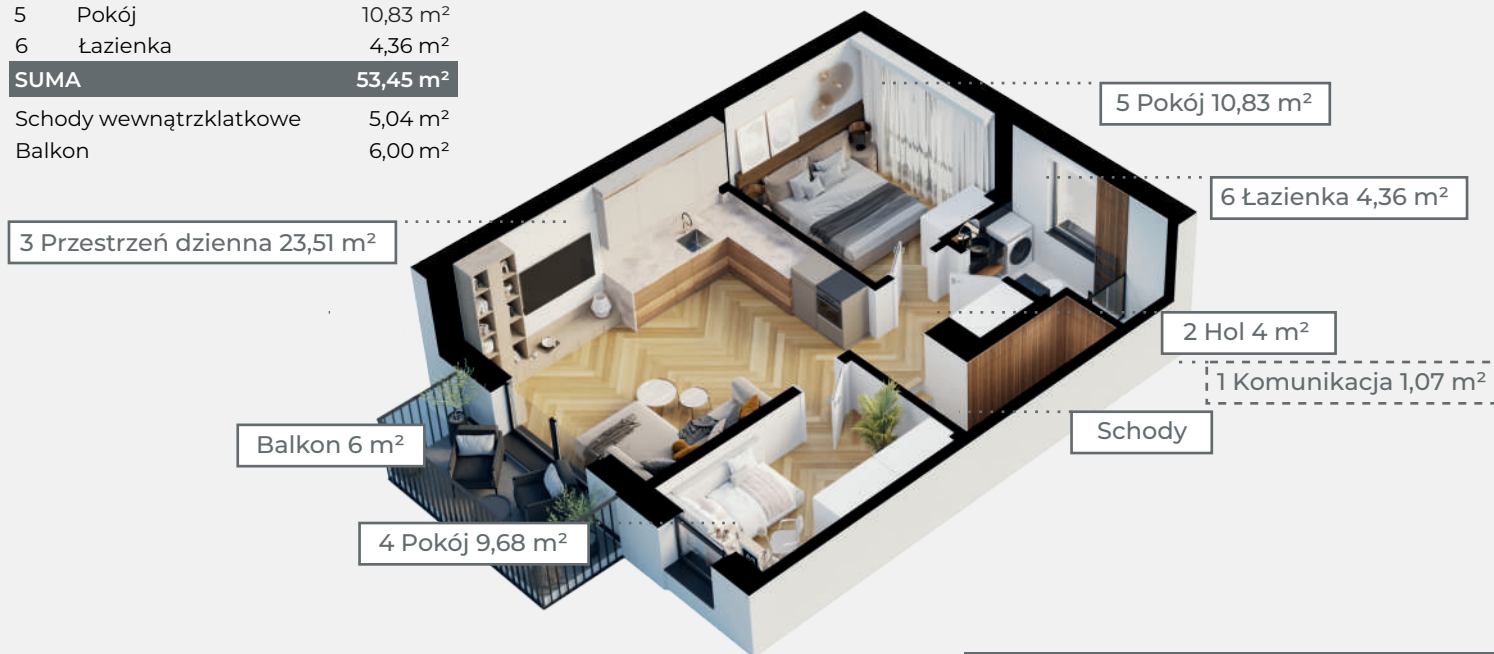 5 Pokój 10,83 m²
6 Łazienka 4,36 m²
SUMA 53,45 m²
Schody wewnątrzklatkowe 5,04 m²
Balkon 6,00 m²
5 Pokój 10,83 m²
6 Łazienka 4,36 m²
3 Przestrzeń dzienna 23,51 m²
2 Hol 4 m²
1 Komunikacja 1,07 m²
Schody
Balkon 6 m²
4 Pokój 9,68 m²